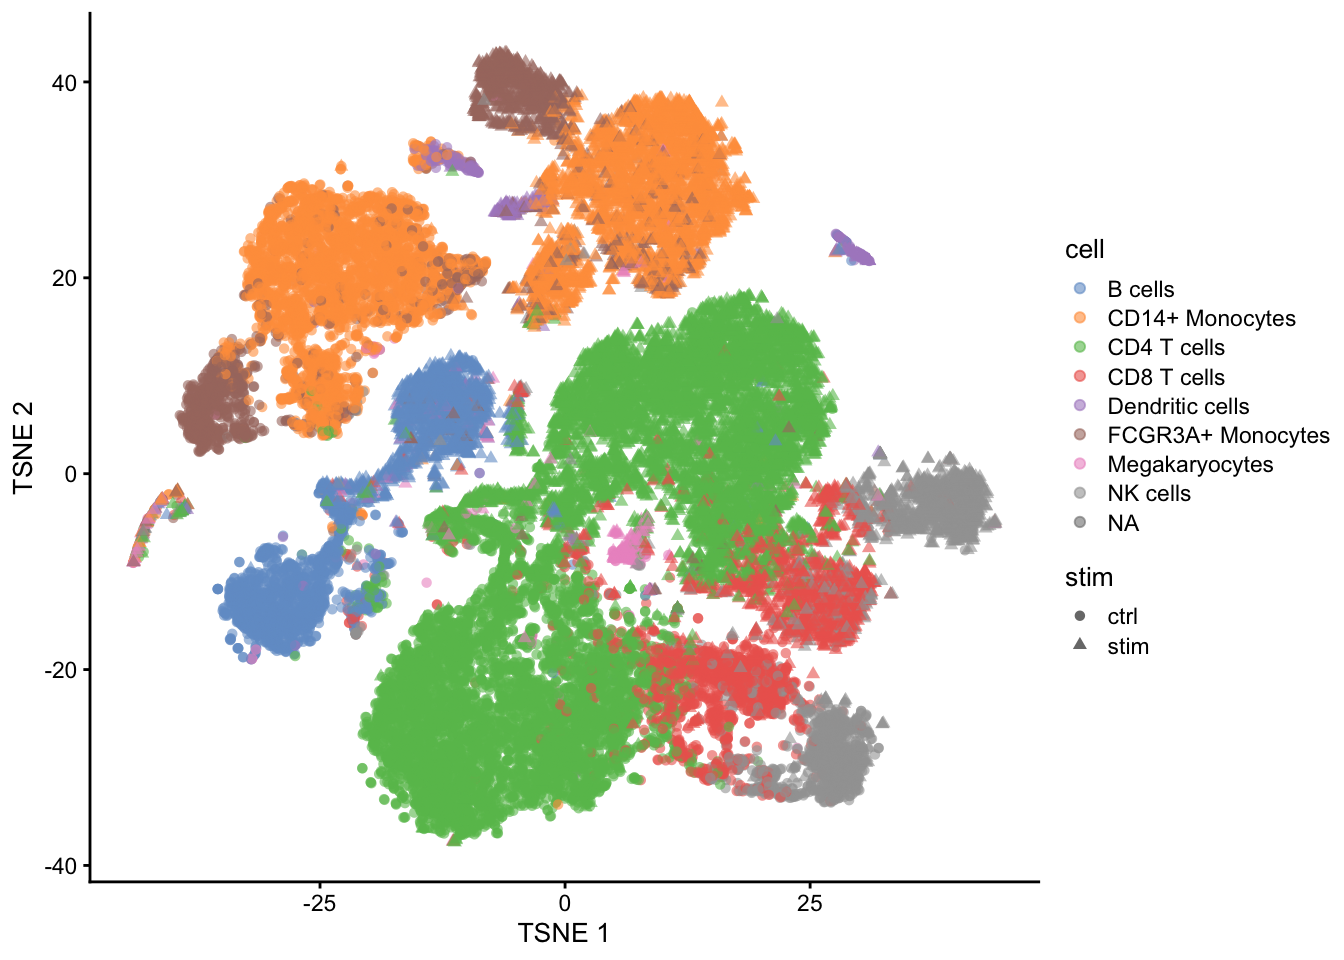 40
20
0
-20
-40
TSNE 2
-25
0
25
TSNE 1
cell
B cells
CD14+ Monocytes
CD4 T cells
CD8 T cells
Dendritic cells
FCGR3A+ Monocytes
Megakaryocytes
NK cells
NA
stim
ctrl
stim